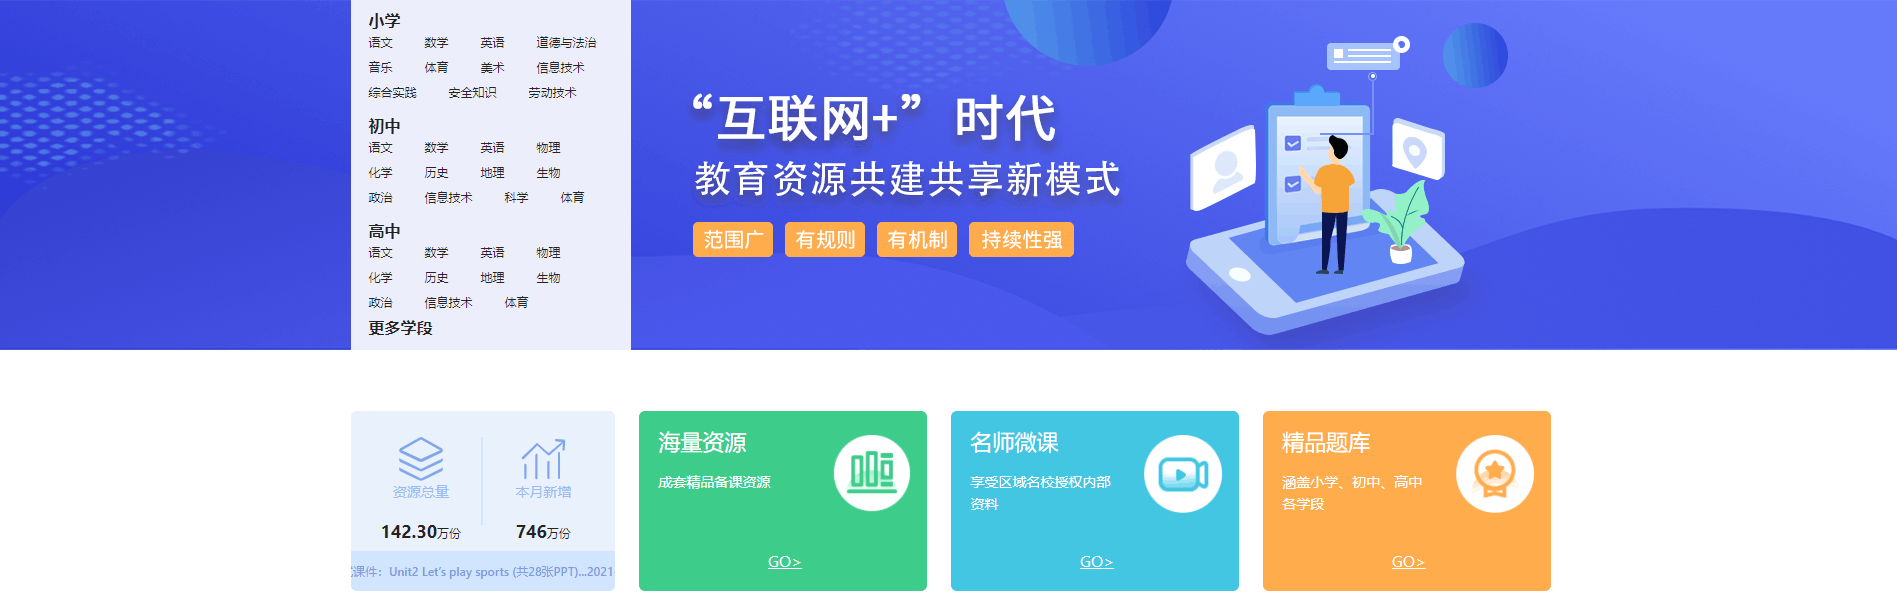 小学
语文 数学 英语 道德与法治
音乐 体育 美术 信息技术
综合实践 安全知识 劳动技术
初中
语文 数学 英语 物理
化学 历史 地理 生物
政治 信息技术 科学 体育
高中
语文 数学 英语 物理
化学 历史 地理 生物
政治 信息技术 体育
更多学段
“互联网+”时代
教育资源共建共享新模式
范围广 有规则 有机制 持续性强
资源总量
142.30万份
本月新增
746万份
课件：Unit2 Let’s play sports (共28张PPT)...2021
海量资源
成套精品备课资源
GO>
名师微课
享受区域名校授权内部
资料
GO>
精品题库
涵盖小学、初中、高中
各学段
GO>